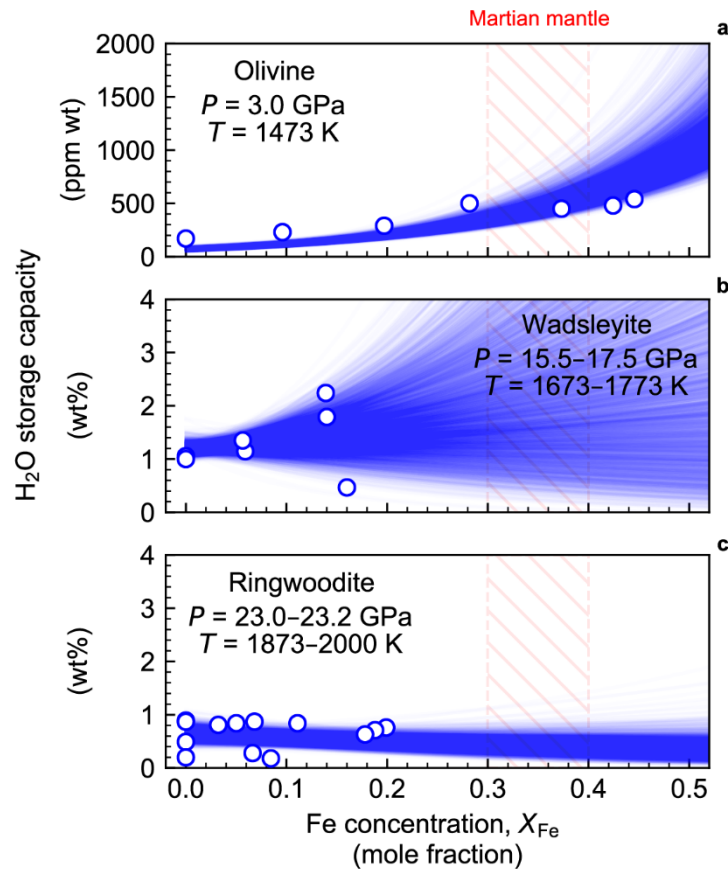 Martian mantle
a
2000
1500
1000
500
0
(ppm wt)
Olivine
P = 3.0 GPa
T = 1473 K
b
4
3
2
1
0
(wt%)
Wadsleyite
P = 15.5–17.5 GPa
T = 1673–1773 K
H₂O storage capacity
c
4
3
2
1
0
(wt%)
Ringwoodite
P = 23.0–23.2 GPa
T = 1873–2000 K
0.0 0.1 0.2 0.3 0.4 0.5
Fe concentration, X_Fe
(mole fraction)